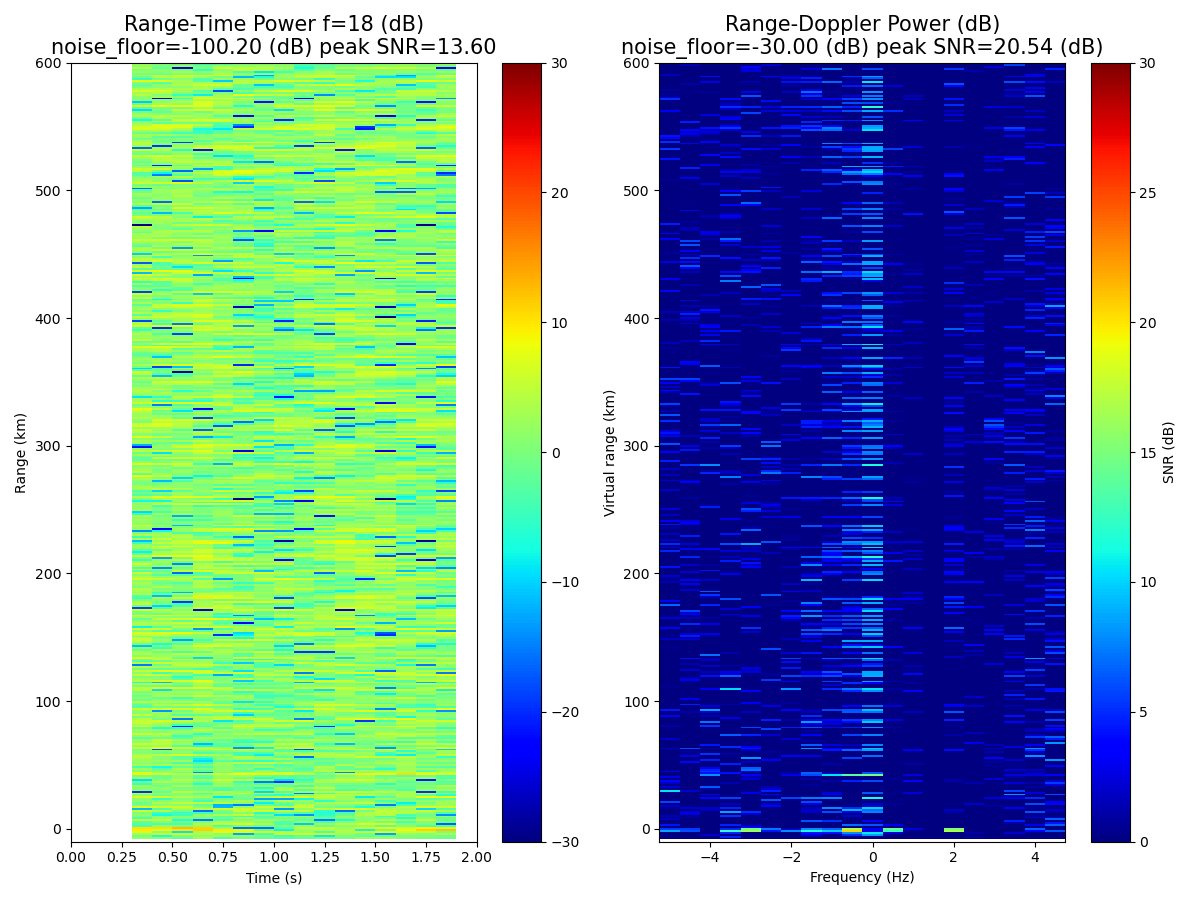 Range-Time Power f=18 (dB)
noise_floor=-100.20 (dB) peak SNR=13.60
Range-Doppler Power (dB)
noise_floor=-30.00 (dB) peak SNR=20.54 (dB)
600
500
400
300
200
100
0
Range (km)
0.00 0.25 0.50 0.75 1.00 1.25 1.50 1.75 2.00
Time (s)
30
20
10
0
−10
−20
−30
600
500
400
300
200
100
0
Virtual range (km)
−4 −2 0 2 4
Frequency (Hz)
30
25
20
15
10
5
0
SNR (dB)